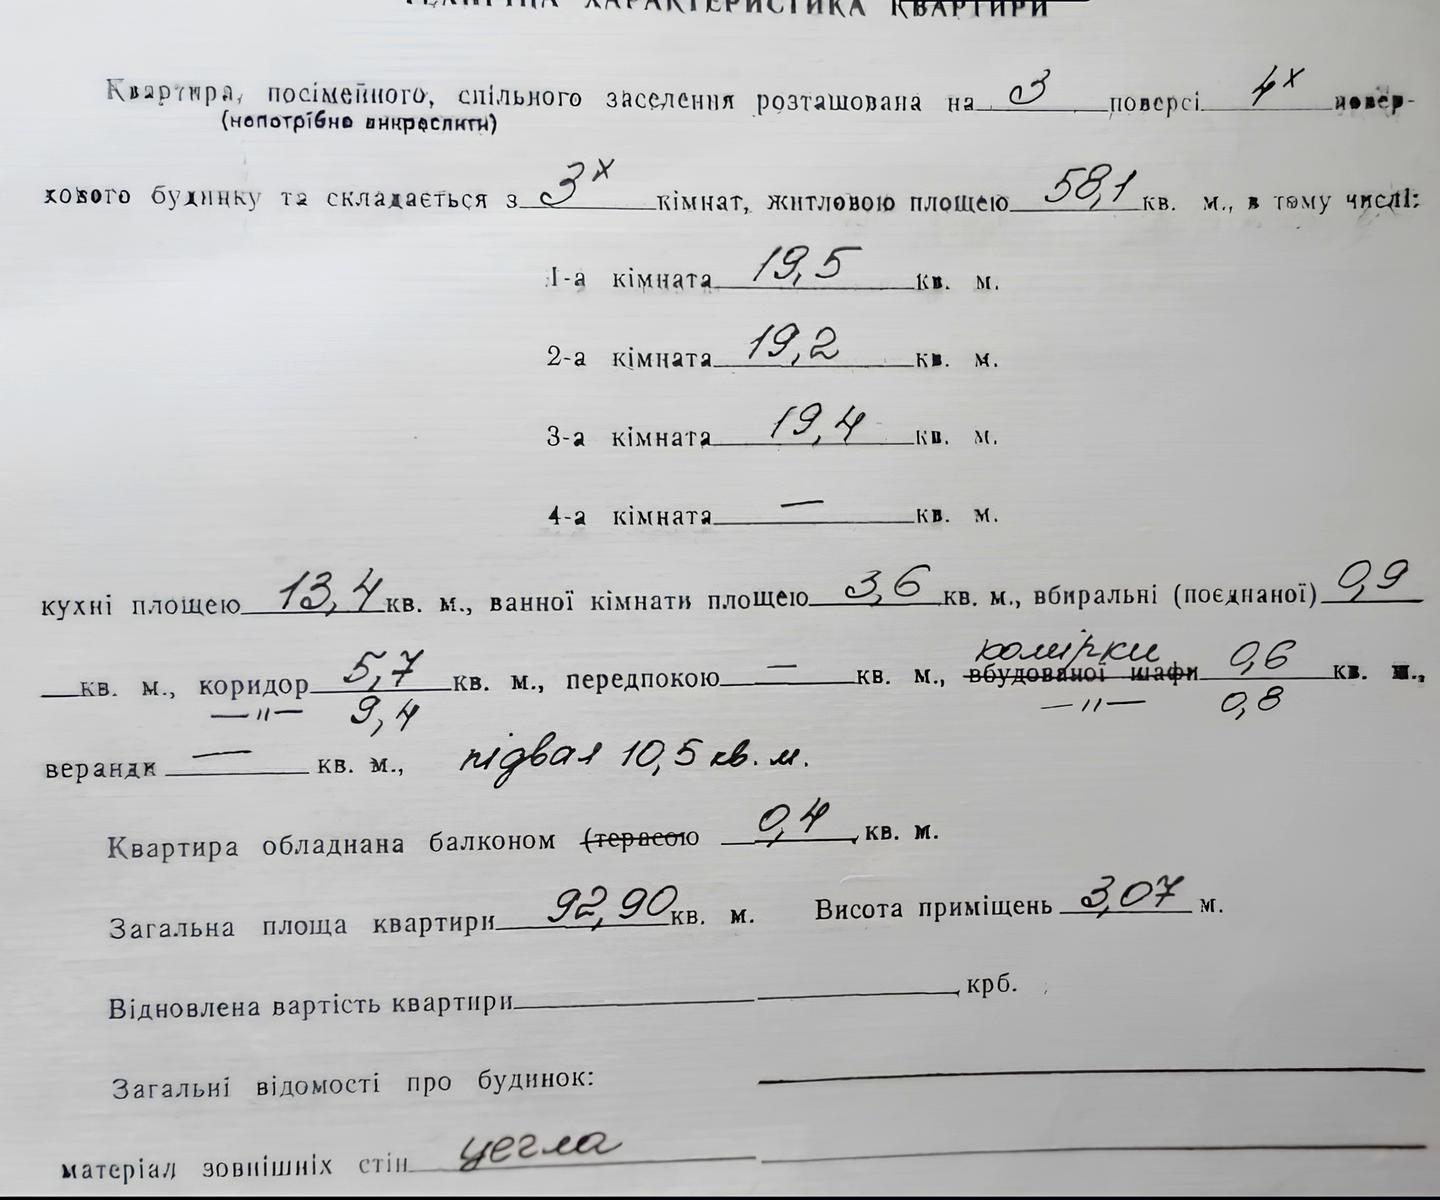 ТЕХНІЧНА ХАРАКТЕРИСТИКА КВАРТИРИ
Квартира, посімейного, спільного заселення розташована на 3 поверсі 4х повер-
(непотрібне викреслити)
хового будинку та складається з 3х кімнат, житловою площею 58,1 кв. м., в тому числі:
1-а кімната 19,5 кв. м.
2-а кімната 19,2 кв. м.
3-а кімната 19,4 кв. м.
4-а кімната — кв. м.
кухні площею 13,4 кв. м., ванної кімнати площею 3,6 кв. м., вбиральні (поєднаної) 0,9
комірки
кв. м., коридор 5,7 кв. м., передпокою — кв. м., вбудованої шафи 0,6 кв. м.,
—"— 9,4 —"— 0,8
веранди — кв. м., підвал 10,5 кв. м.
Квартира обладнана балконом (терасою 0,4 кв. м.
Загальна площа квартири 92,90 кв. м. Висота приміщень 3,07 м.
Відновлена вартість квартири крб.
Загальні відомості про будинок:
матеріал зовнішніх стін цегла